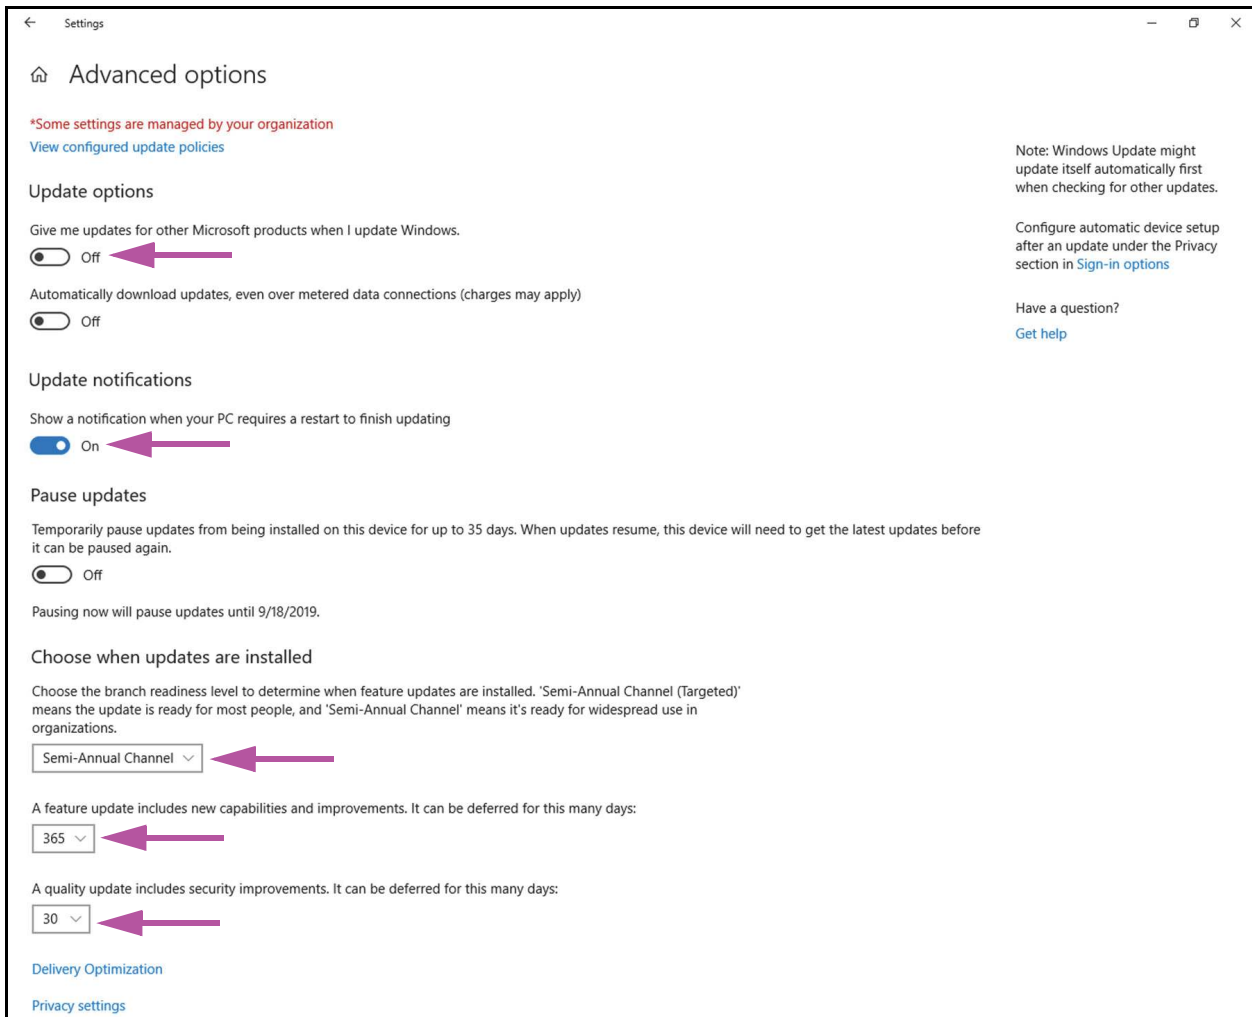 Settings
Advanced options
*Some settings are managed by your organization
View configured update policies
Update options
Give me updates for other Microsoft products when I update Windows.
Off
Automatically download updates, even over metered data connections (charges may apply)
Off
Update notifications
Show a notification when your PC requires a restart to finish updating
On
Pause updates
Temporarily pause updates from being installed on this device for up to 35 days. When updates resume, this device will need to get the latest updates before
it can be paused again.
Off
Pausing now will pause updates until 9/18/2019.
Choose when updates are installed
Choose the branch readiness level to determine when feature updates are installed. 'Semi-Annual Channel (Targeted)'
means the update is ready for most people, and 'Semi-Annual Channel' means it's ready for widespread use in
organizations.
Semi-Annual Channel
A feature update includes new capabilities and improvements. It can be deferred for this many days:
365
A quality update includes security improvements. It can be deferred for this many days:
30
Delivery Optimization
Privacy settings
Note: Windows Update might
update itself automatically first
when checking for other updates.
Configure automatic device setup
after an update under the Privacy
section in Sign-in options
Have a question?
Get help